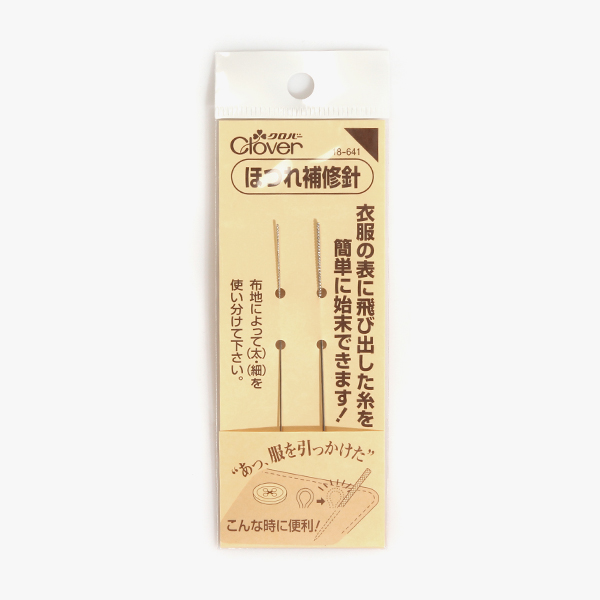 クロバー
Clover
18-641
ほつれ補修針
衣服の表に飛び出した糸を
簡単に始末できます!
布地によって(太)・(細)を
使い分けて下さい。
“あっ、服を引っかけた”
こんな時に便利!